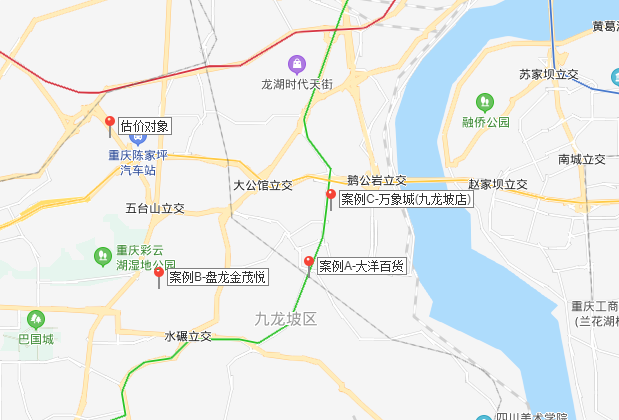 黄葛
苏家坝立交
龙湖时代天街
融侨公园
估价对象
重庆陈家坪
汽车站
南城立交
大公馆立交
鹅公岩立交
赵家坝立交
案例C-万象城(九龙坡店)
五台山立交
重庆彩云
湖湿地公园
案例A-大洋百货
案例B-盘龙金茂悦
重庆工商
(兰花湖
九龙坡区
水碾立交
巴国城
四川美术学院